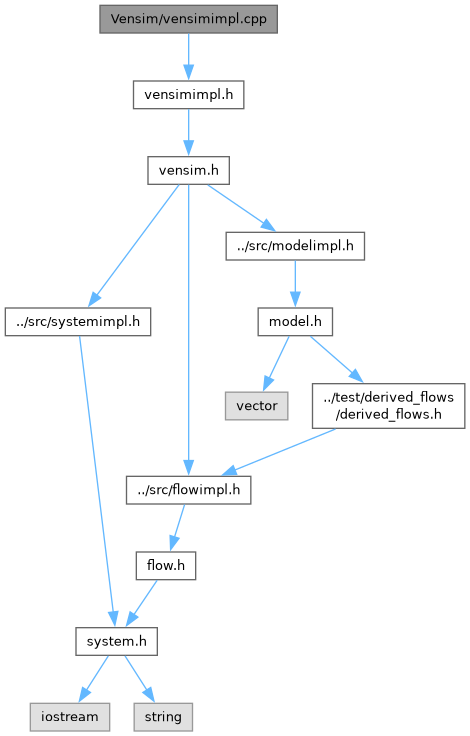 Vensim/vensimimpl.cpp
vensimimpl.h
vensim.h
../src/modelimpl.h
../src/systemimpl.h
model.h
vector
../test/derived_flows
/derived_flows.h
../src/flowimpl.h
flow.h
system.h
iostream
string